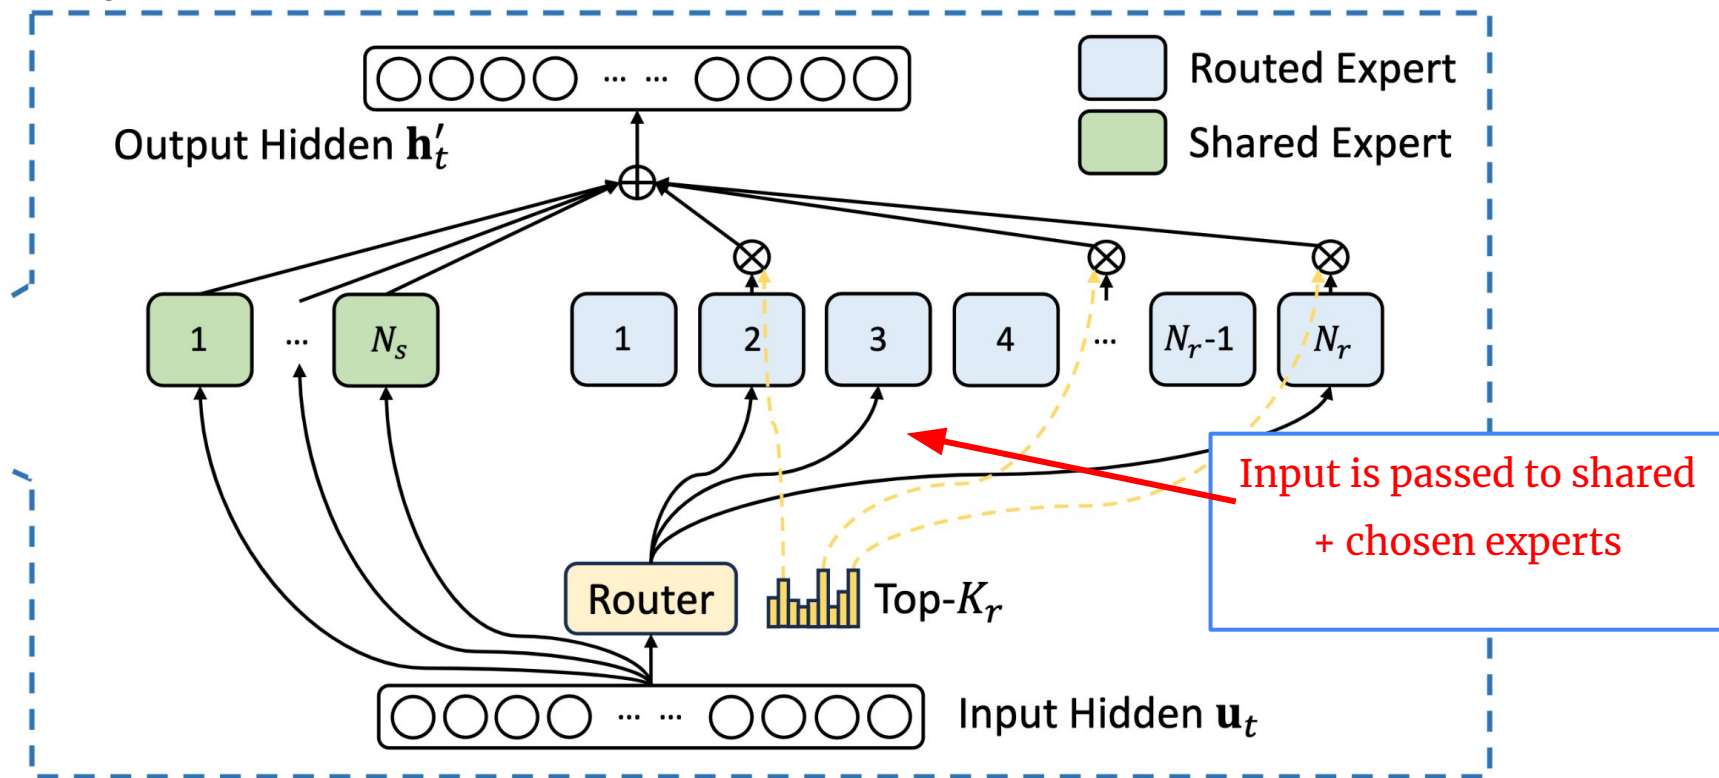 ... ...
Routed Expert
Output Hidden h′ₜ
Shared Expert
1 ... Nₛ 1 2 3 4 ... Nᵣ-1 Nᵣ
Input is passed to shared
+ chosen experts
Router
Top-Kᵣ
... ...
Input Hidden uₜ